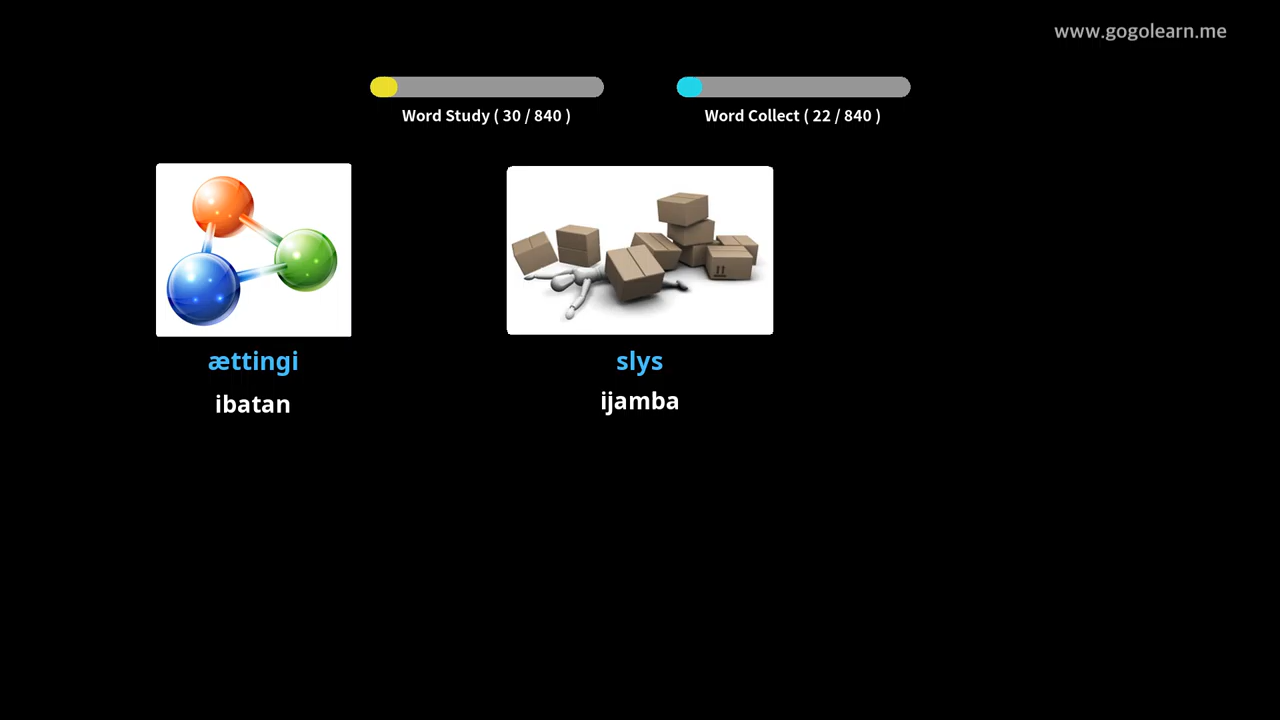 www.gogolearn.me
Word Study ( 30 / 840 )
Word Collect ( 22 / 840 )
ættingi
ibatan
slys
ijamba